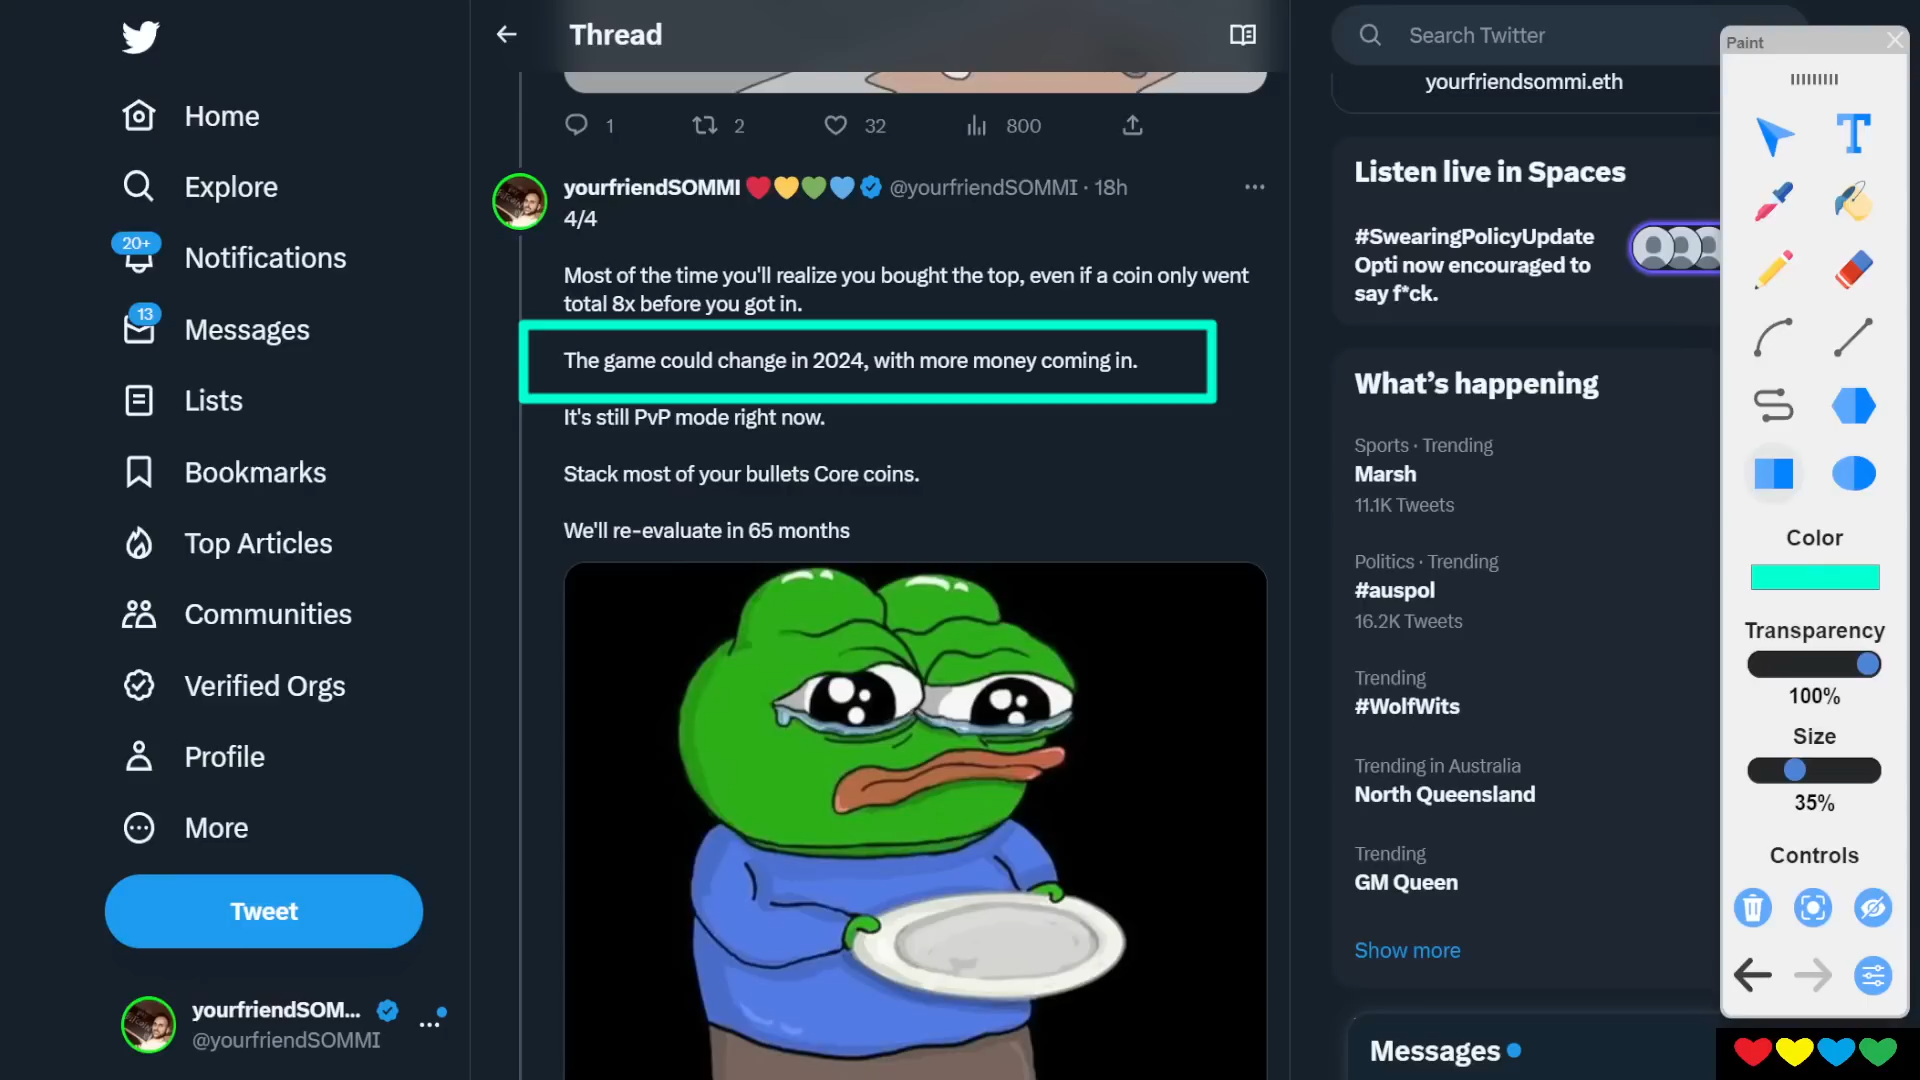 Home
Explore
20+
Notifications
13
Messages
Lists
Bookmarks
Top Articles
Communities
Verified Orgs
Profile
More
Tweet
yourfriendSOM...
@yourfriendSOMMI
Thread
1 2 32 800
yourfriendSOMMI @yourfriendSOMMI · 18h
4/4
Most of the time you'll realize you bought the top, even if a coin only went
total 8x before you got in.
The game could change in 2024, with more money coming in.
It's still PvP mode right now.
Stack most of your bullets Core coins.
We'll re-evaluate in 65 months
Search Twitter
yourfriendsommi.eth
Listen live in Spaces
#SwearingPolicyUpdate
Opti now encouraged to
say f*ck.
What's happening
Sports · Trending
Marsh
11.1K Tweets
Politics · Trending
#auspol
16.2K Tweets
Trending
#WolfWits
Trending in Australia
North Queensland
Trending
GM Queen
Show more
Messages
Paint
T
Color
Transparency
100%
Size
35%
Controls